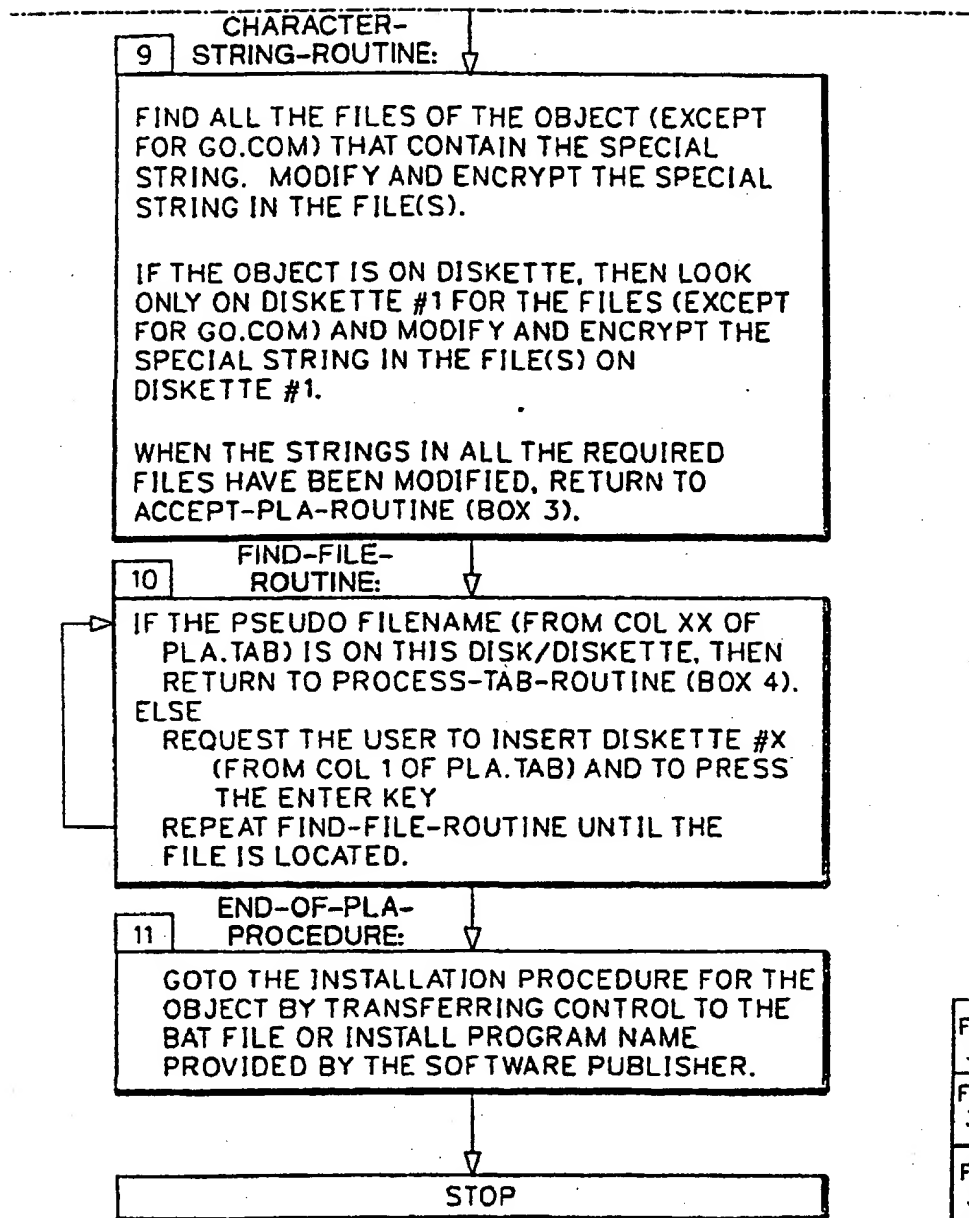 CHARACTER-
9 STRING-ROUTINE:
FIND ALL THE FILES OF THE OBJECT (EXCEPT
FOR GO.COM) THAT CONTAIN THE SPECIAL
STRING. MODIFY AND ENCRYPT THE SPECIAL
STRING IN THE FILE(S).
IF THE OBJECT IS ON DISKETTE, THEN LOOK
ONLY ON DISKETTE #1 FOR THE FILES (EXCEPT
FOR GO.COM) AND MODIFY AND ENCRYPT THE
SPECIAL STRING IN THE FILE(S) ON
DISKETTE #1.
WHEN THE STRINGS IN ALL THE REQUIRED
FILES HAVE BEEN MODIFIED, RETURN TO
ACCEPT-PLA-ROUTINE (BOX 3).
FIND-FILE-
10 ROUTINE:
IF THE PSEUDO FILENAME (FROM COL XX OF
PLA.TAB) IS ON THIS DISK/DISKETTE, THEN
RETURN TO PROCESS-TAB-ROUTINE (BOX 4).
ELSE
REQUEST THE USER TO INSERT DISKETTE #X
(FROM COL 1 OF PLA.TAB) AND TO PRESS
THE ENTER KEY
REPEAT FIND-FILE-ROUTINE UNTIL THE
FILE IS LOCATED.
END-OF-PLA-
11 PROCEDURE:
GOTO THE INSTALLATION PROCEDURE FOR THE
OBJECT BY TRANSFERRING CONTROL TO THE
BAT FILE OR INSTALL PROGRAM NAME
PROVIDED BY THE SOFTWARE PUBLISHER.
STOP
F
F
F